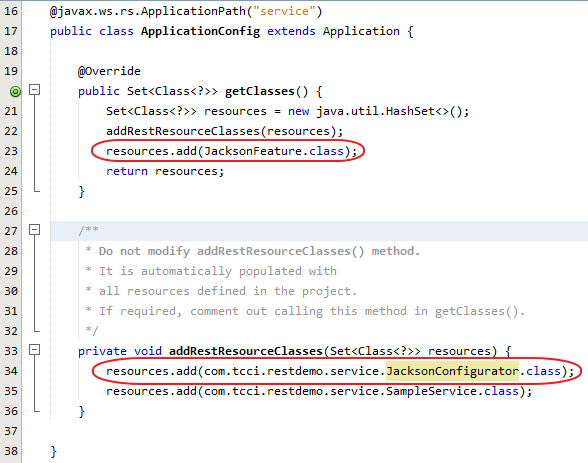 16 @javax.ws.rs.ApplicationPath("service")
17 public class ApplicationConfig extends Application {
18
19 @Override
public Set<Class<?>> getClasses() {
21 Set<Class<?>> resources = new java.util.HashSet<>();
22 addRestResourceClasses(resources);
23 resources.add(JacksonFeature.class);
24 return resources;
25 }
26
27 /**
28 * Do not modify addRestResourceClasses() method.
29 * It is automatically populated with
30 * all resources defined in the project.
31 * If required, comment out calling this method in getClasses().
32 */
33 private void addRestResourceClasses(Set<Class<?>> resources) {
34 resources.add(com.tcci.restdemo.service.JacksonConfigurator.class);
35 resources.add(com.tcci.restdemo.service.SampleService.class);
36 }
37
38 }